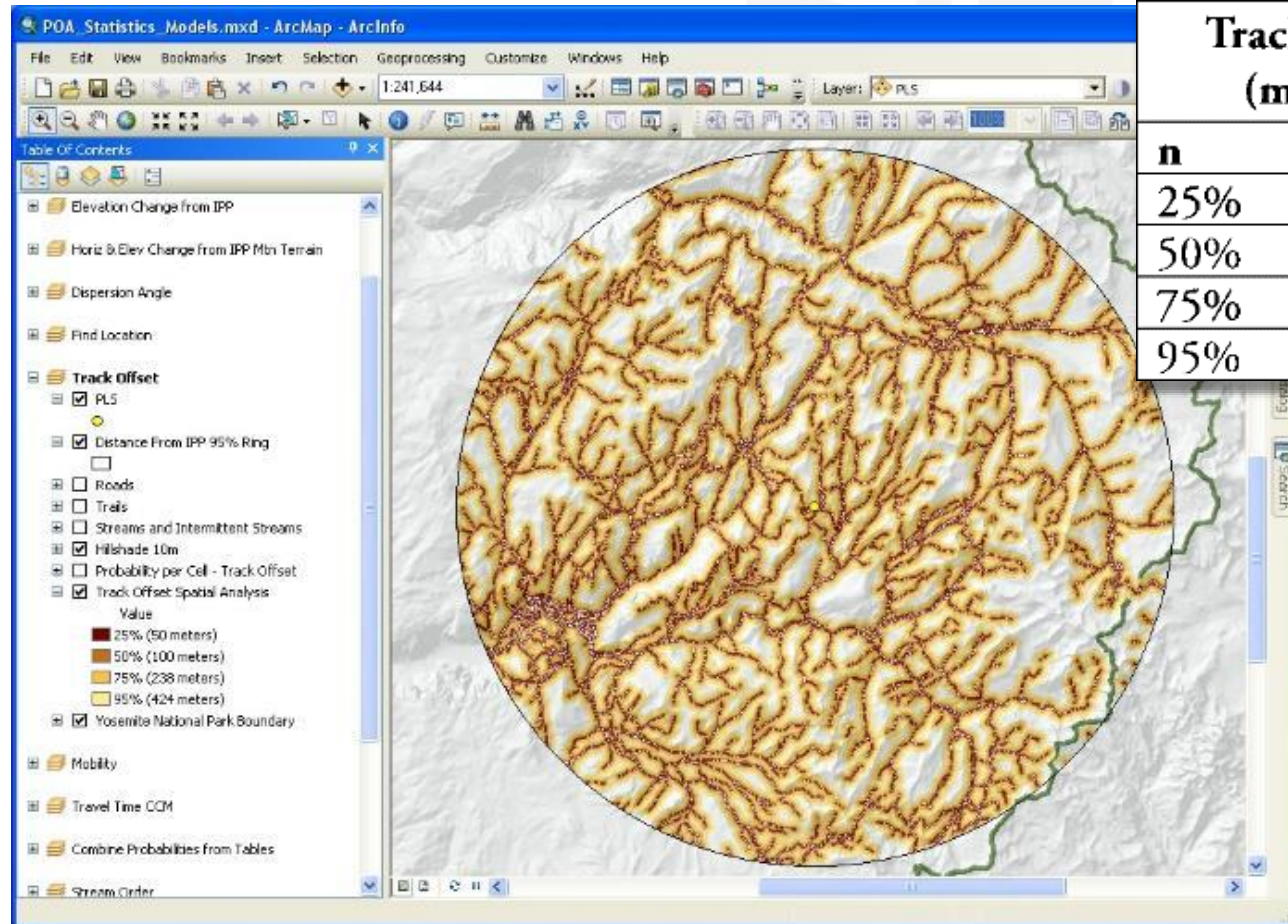 POA_Statistics_Models.mxd - ArcMap - ArcInfo
File Edit View Bookmarks Insert Selection Geoprocessing Customize Windows Help
1:241,644
Layer: PLS
100%
Table Of Contents
Elevation Change from IPP
Horiz & Elev Change from IPP Mtn Terrain
Dispersion Angle
Find Location
Track Offset
PLS
Distance From IPP 95% Ring
Roads
Trails
Streams and Intermittent Streams
Hillshade 10m
Probability per Cell - Track Offset
Track Offset Spatial Analysis
Value
25% (50 meters)
50% (100 meters)
75% (238 meters)
95% (424 meters)
Yosemite National Park Boundary
Mobility
Travel Time CCM
Combine Probabilities from Tables
Stream Order
Trac
(m
n
25%
50%
75%
95%